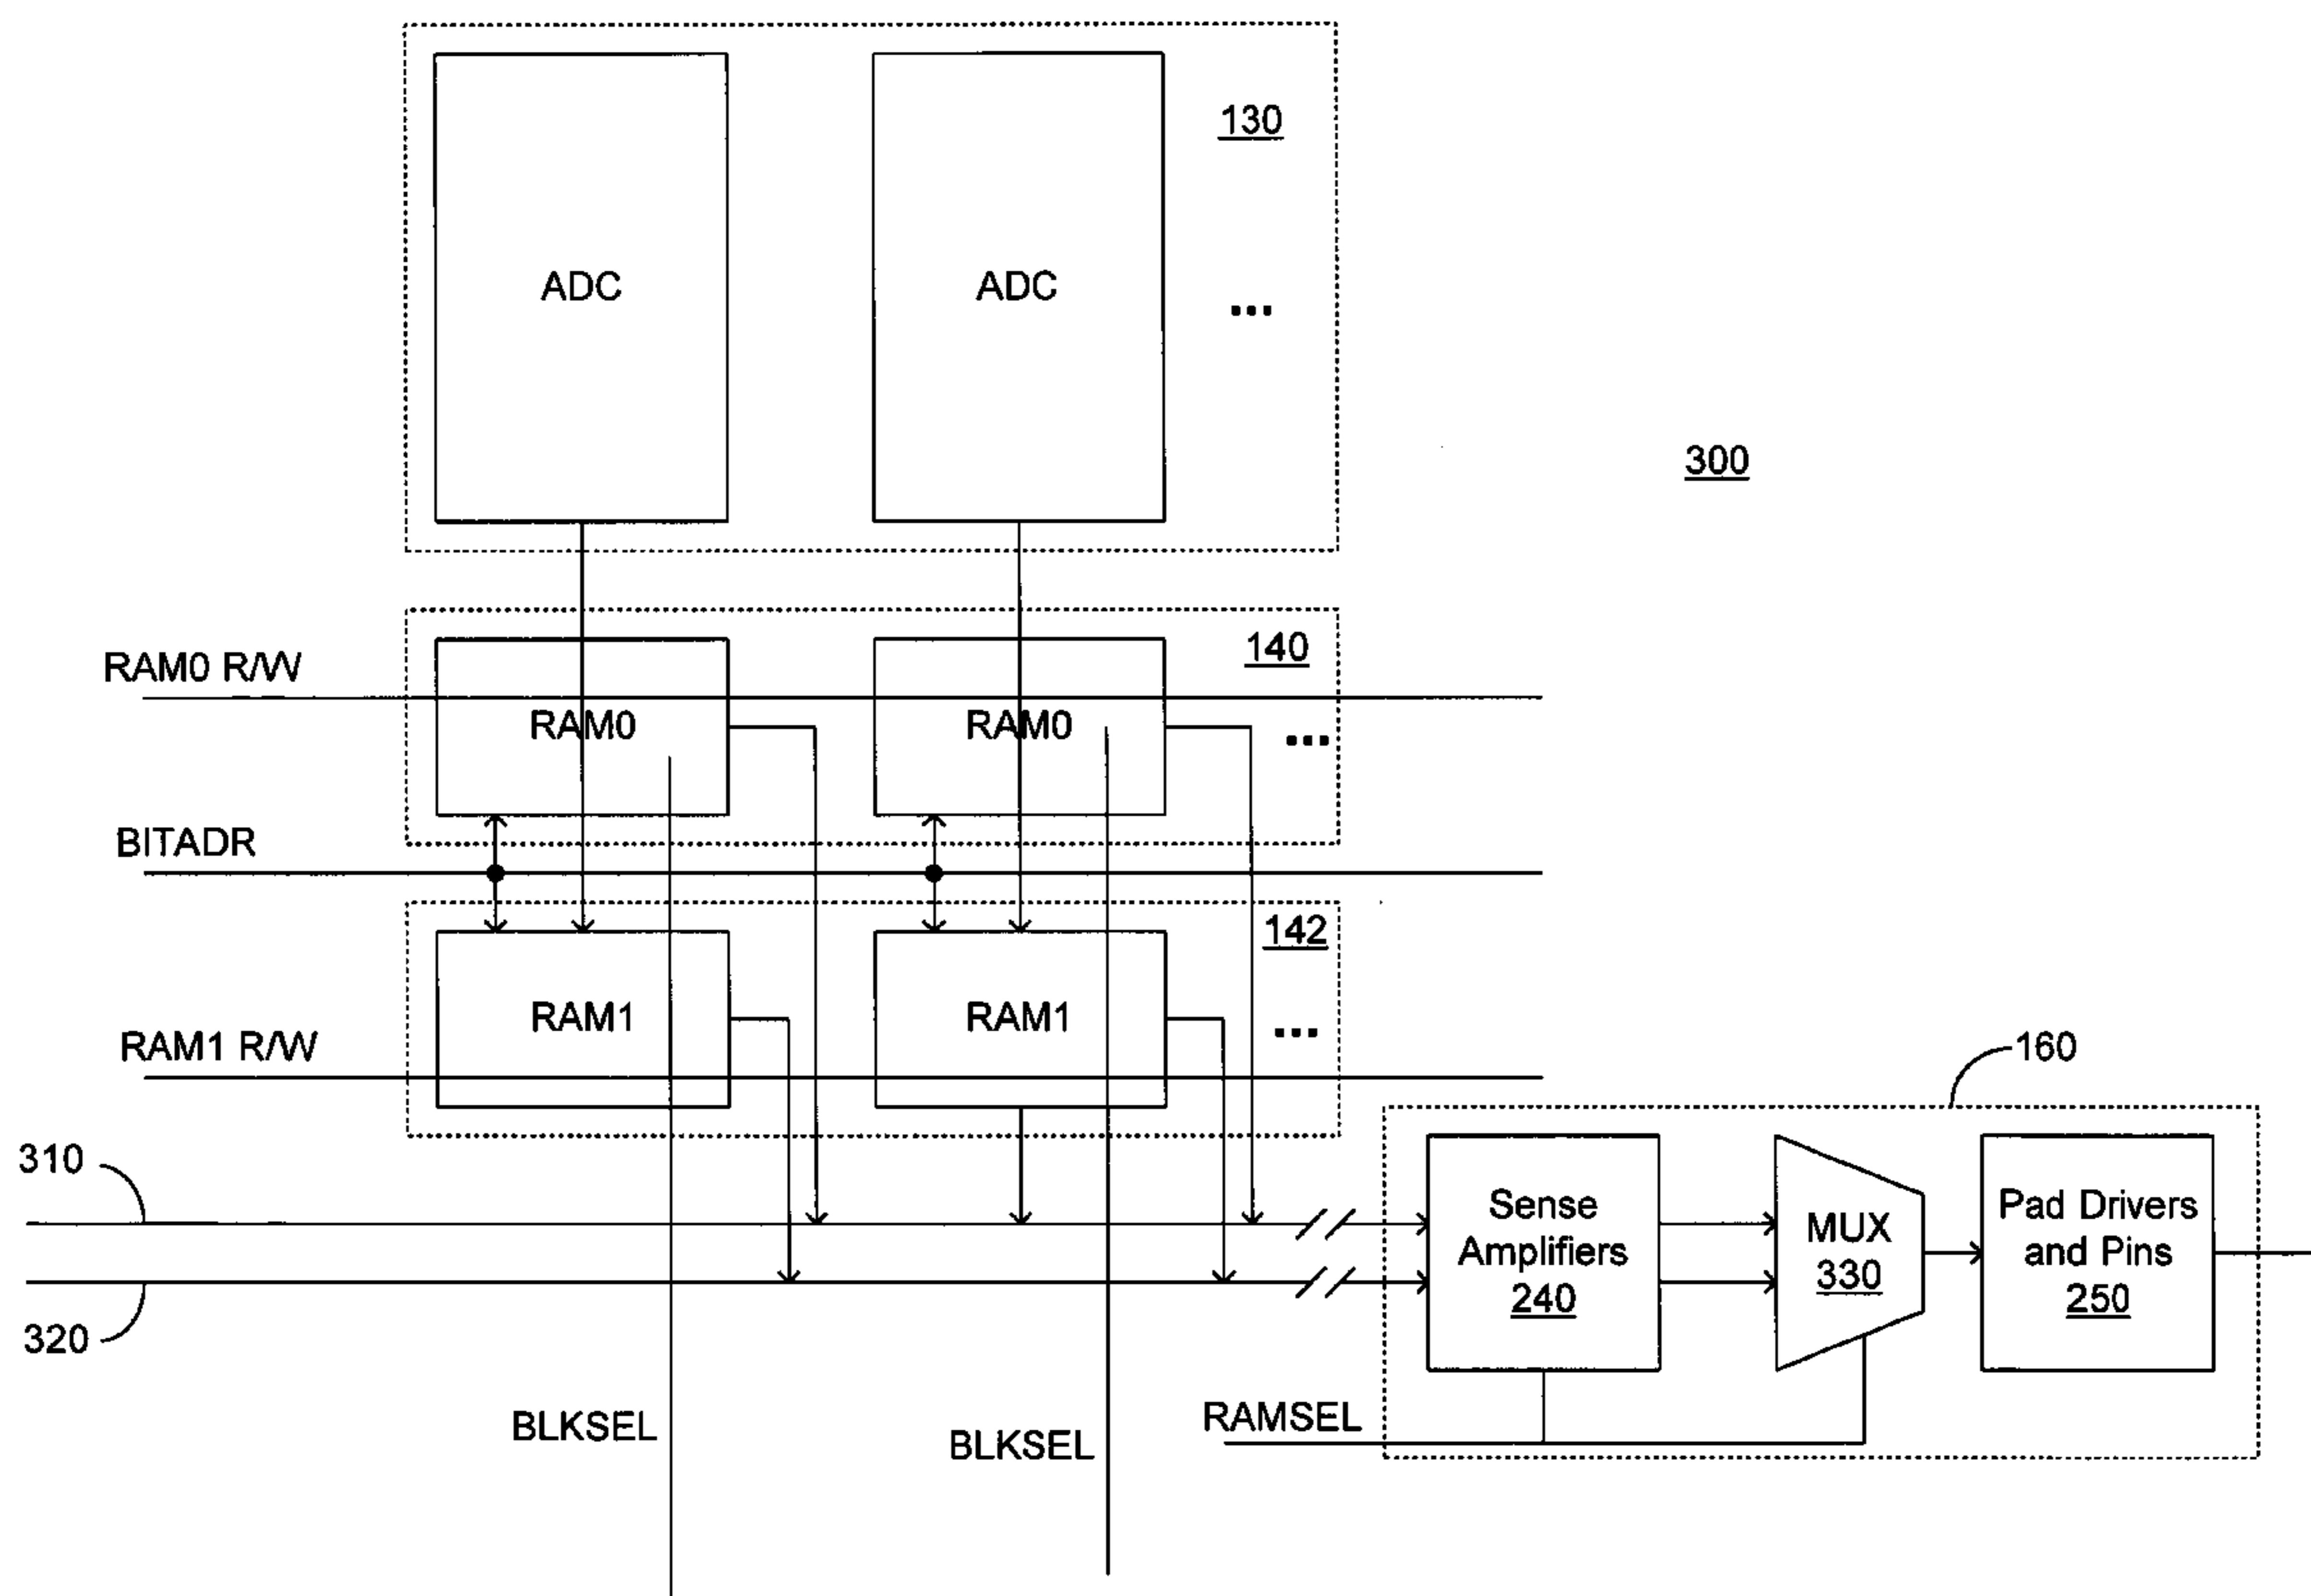 130
ADC
ADC
...
300
140
RAM0 R/W
RAM0
RAM0
...
BITADR
142
RAM1
RAM1
...
RAM1 R/W
160
310
Sense
Amplifiers
240
MUX
330
Pad Drivers
and Pins
250
320
BLKSEL
BLKSEL
RAMSEL